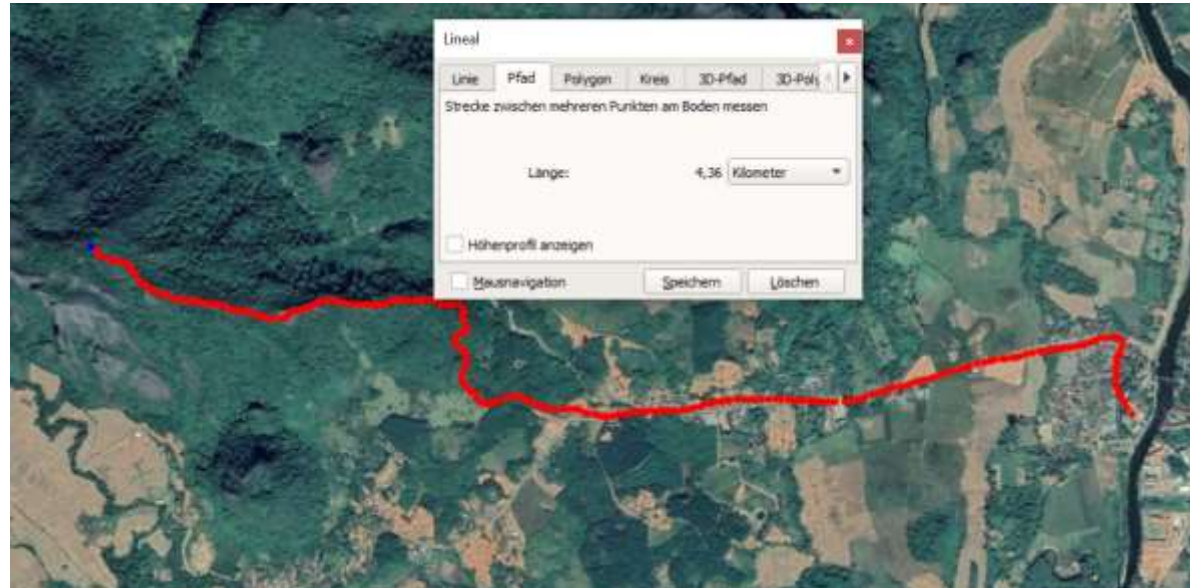 Lineal
Linie Pfad Polygon Kreis 3D-Pfad 3D-Poly
Strecke zwischen mehreren Punkten am Boden messen
Länge: 4,36 Kilometer
Höhenprofil anzeigen
Mausnavigation Speichern Löschen